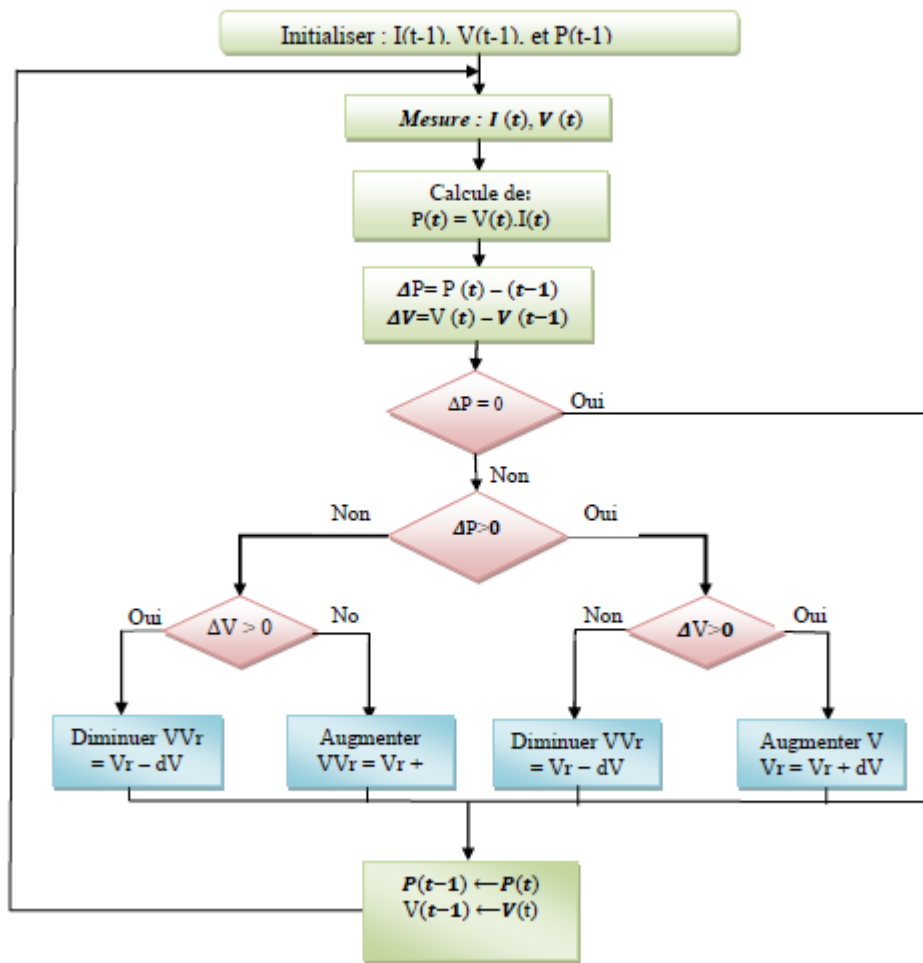 Initialiser : I(t-1), V(t-1), et P(t-1)
Mesure : I (t), V (t)
Calcule de:
P(t) = V(t).I(t)
ΔP= P (t) – (t−1)
ΔV=V (t) – V (t−1)
ΔP = 0
Oui
Non
Non
ΔP>0
Oui
Oui
ΔV > 0
No
Non
ΔV>0
Oui
Diminuer VVr
= Vr – dV
Augmenter
VVr = Vr +
Diminuer VVr
= Vr – dV
Augmenter V
Vr = Vr + dV
P(t−1) ←P(t)
V(t−1) ←V(t)